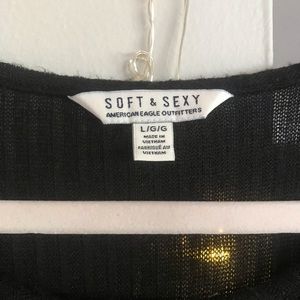 SOFT & SEXY
AMERICAN EAGLE OUTFITTERS
L/G/G
MADE IN
VIETNAM
FABRIQUÉ AU
VIETNAM